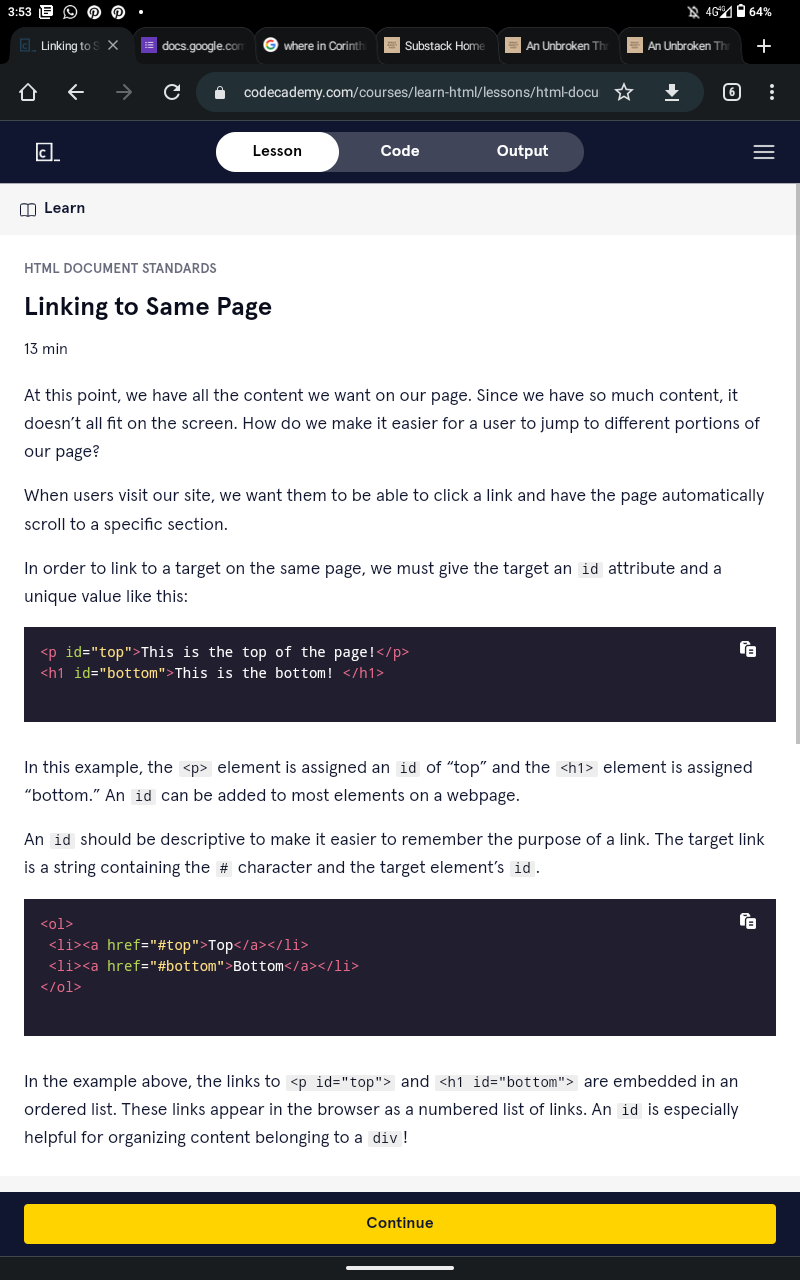 3:53 4G 4G 64%
Linking to S docs.google.com where in Corinth Substack Home An Unbroken Thr An Unbroken Thr
codecademy.com/courses/learn-html/lessons/html-docu 6
Lesson Code Output
Learn
HTML DOCUMENT STANDARDS
Linking to Same Page
13 min
At this point, we have all the content we want on our page. Since we have so much content, it
doesn’t all fit on the screen. How do we make it easier for a user to jump to different portions of
our page?
When users visit our site, we want them to be able to click a link and have the page automatically
scroll to a specific section.
In order to link to a target on the same page, we must give the target an id attribute and a
unique value like this:
<p id="top">This is the top of the page!</p>
<h1 id="bottom">This is the bottom! </h1>
In this example, the <p> element is assigned an id of “top” and the <h1> element is assigned
“bottom.” An id can be added to most elements on a webpage.
An id should be descriptive to make it easier to remember the purpose of a link. The target link
is a string containing the # character and the target element’s id.
<ol>
<li><a href="#top">Top</a></li>
<li><a href="#bottom">Bottom</a></li>
</ol>
In the example above, the links to <p id="top"> and <h1 id="bottom"> are embedded in an
ordered list. These links appear in the browser as a numbered list of links. An id is especially
helpful for organizing content belonging to a div!
Continue